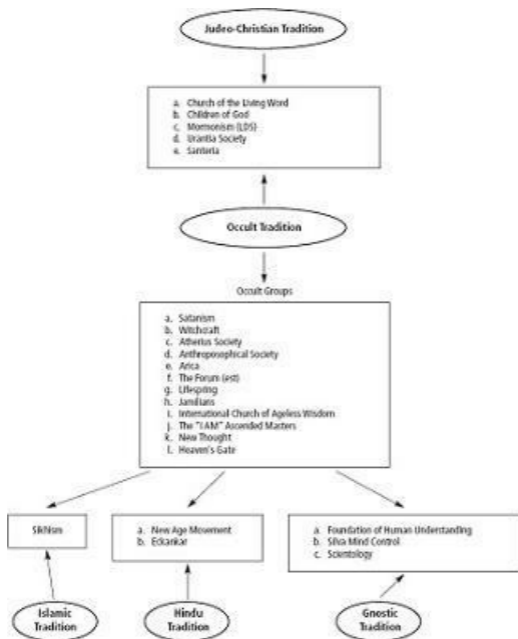 Judeo-Christian Tradition
a. Church of the Living Word
b. Children of God
c. Mormonism (LDS)
d. Urantia Society
e. Santeria
Occult Tradition
Occult Groups
a. Satanism
b. Witchcraft
c. Atherius Society
d. Anthroposophical Society
e. Arica
f. The Forum (est)
g. Lifespring
h. Jamilians
i. International Church of Ageless Wisdom
j. The "I AM" Ascended Masters
k. New Thought
l. Heaven's Gate
Sikhism
a. New Age Movement
b. Eckankar
a. Foundation of Human Understanding
b. Silva Mind Control
c. Scientology
Islamic
Tradition
Hindu
Tradition
Gnostic
Tradition